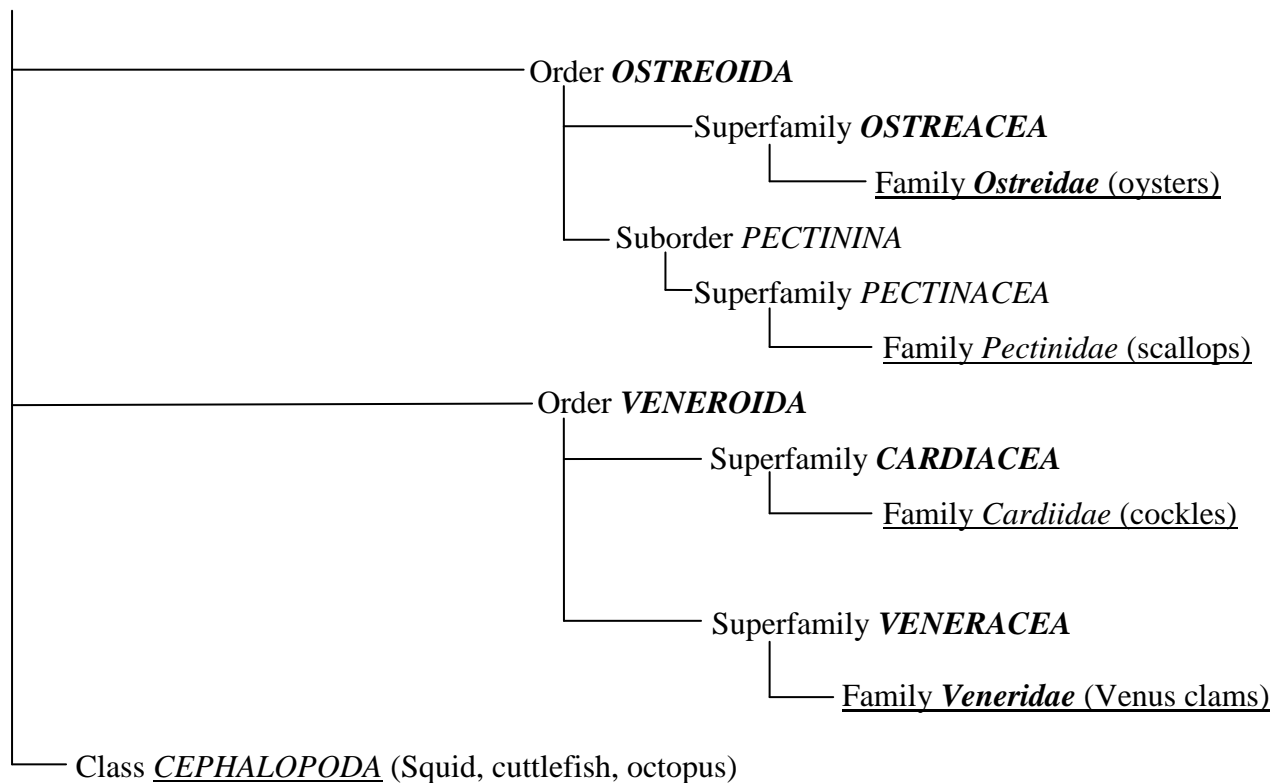 Order OSTREOIDA
Superfamily OSTREACEA
Family Ostreidae (oysters)
Suborder PECTININA
Superfamily PECTINACEA
Family Pectinidae (scallops)
Order VENEROIDA
Superfamily CARDIACEA
Family Cardiidae (cockles)
Superfamily VENERACEA
Family Veneridae (Venus clams)
Class CEPHALOPODA (Squid, cuttlefish, octopus)